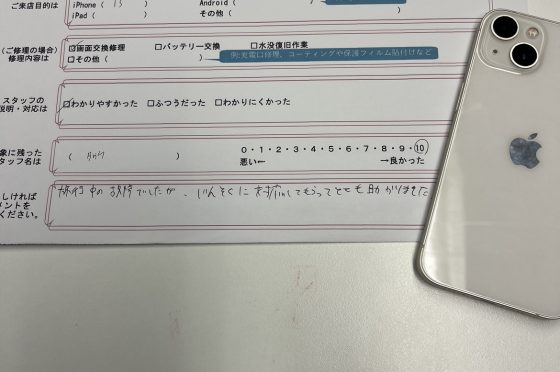 ご来店目的は
iPhone ( 13 )
Android (
iPad (
その他 (
(ご修理の場合)
修理内容は
☑画面交換修理 □バッテリー交換 □水没復旧作業
□その他 ( )
例:充電口修理、コーティングや保護フィルム貼付けなど
スタッフの
説明・対応は
☑わかりやすかった □ふつうだった □わかりにくかった
象に残った
タッフ名は
0・1・2・3・4・5・6・7・8・9・10
悪い← →良かった
しければ
メントを
ください。
旅行中の故障でしたが、じんそくに対応してもらってとても助かりました